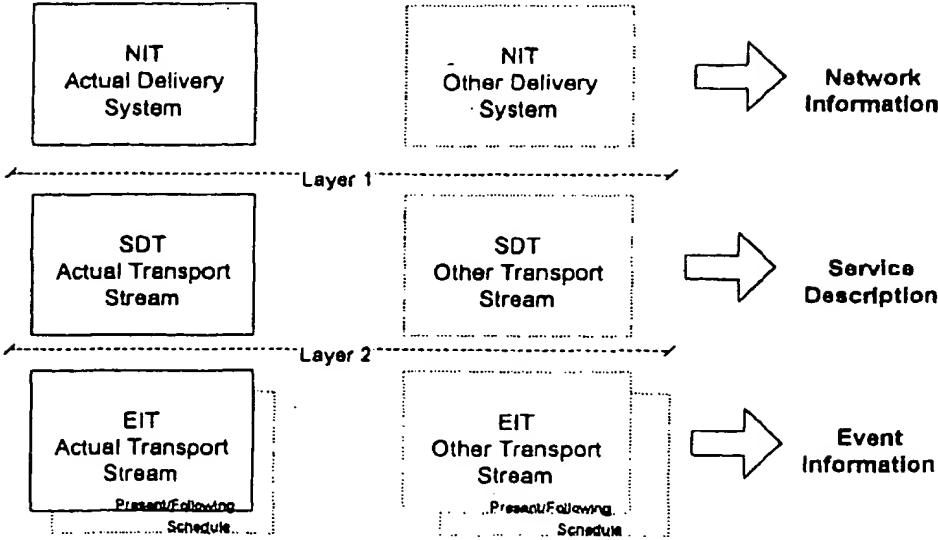 NIT
Actual Delivery
System
NIT
Other Delivery
System
Network
Information
Layer 1
SDT
Actual Transport
Stream
SDT
Other Transport
Stream
Service
Description
Layer 2
EIT
Actual Transport
Stream
Present/Following
Schedule
EIT
Other Transport
Stream
Present/Following
Schedule
Event
Information